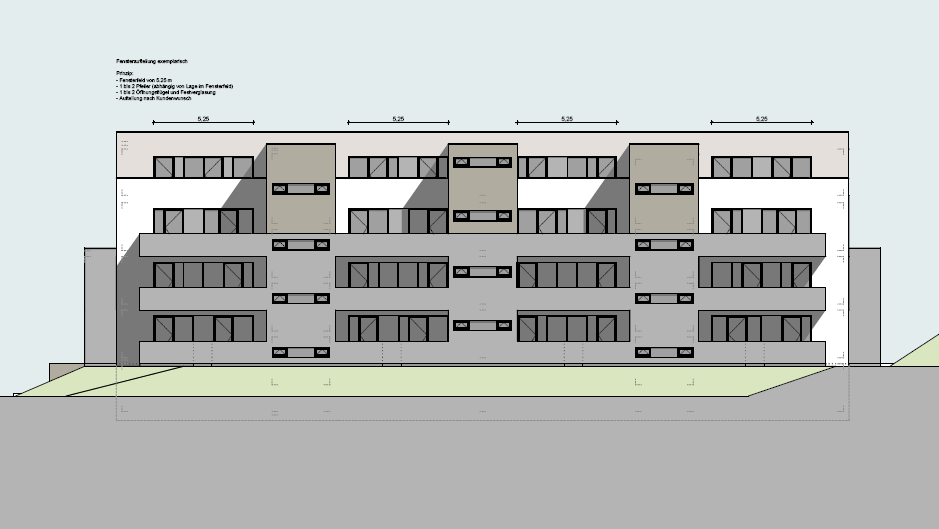 Fensteraufteilung exemplarisch
Prinzip:
- Fensterfeld von 5.25 m
- 1 bis 2 Pfeiler (abhängig von Lage im Fensterfeld)
- 1 bis 2 Öffnungsflügel und Festverglasung
- Aufteilung nach Kundenwunsch
5.25 5.25 5.25 5.25